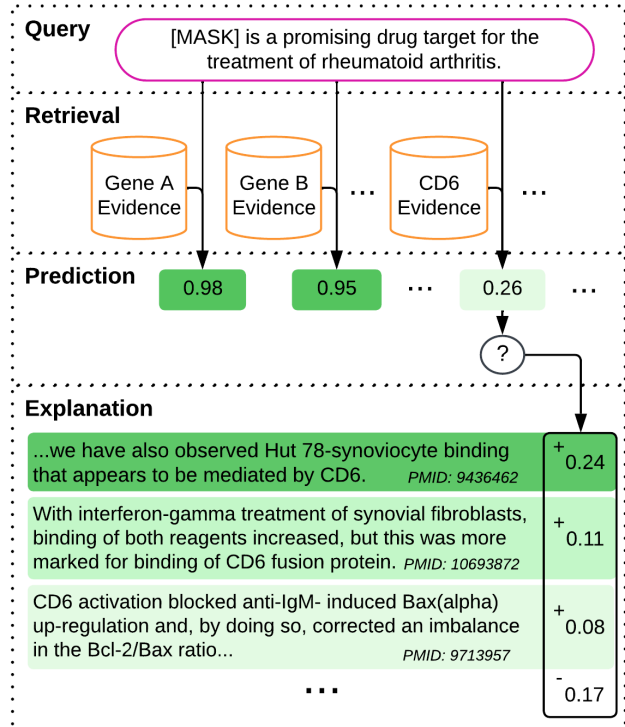 Query
[MASK] is a promising drug target for the
treatment of rheumatoid arthritis.
Retrieval
Gene A
Evidence
Gene B
Evidence
...
CD6
Evidence
...
Prediction
0.98
0.95
...
0.26
...
?
Explanation
...we have also observed Hut 78-synoviocyte binding
that appears to be mediated by CD6. PMID: 9436462
+0.24
With interferon-gamma treatment of synovial fibroblasts,
binding of both reagents increased, but this was more
marked for binding of CD6 fusion protein. PMID: 10693872
+0.11
CD6 activation blocked anti-IgM- induced Bax(alpha)
up-regulation and, by doing so, corrected an imbalance
in the Bcl-2/Bax ratio... PMID: 9713957
+0.08
...
-0.17